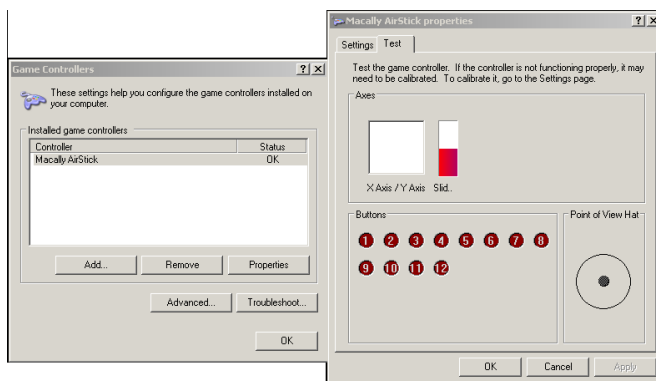 Game Controllers
These settings help you configure the game controllers installed on
your computer.
Installed game controllers
Controller Status
Macally AirStick OK
Add... Remove Properties
Advanced... Troubleshoot...
OK
Macally AirStick properties
Settings Test
Test the game controller. If the controller is not functioning properly, it may
need to be calibrated. To calibrate it, go to the Settings page.
Axes
X Axis / Y Axis Slid..
Buttons
1 2 3 4 5 6 7 8
9 10 11 12
Point of View Hat
OK Cancel Apply